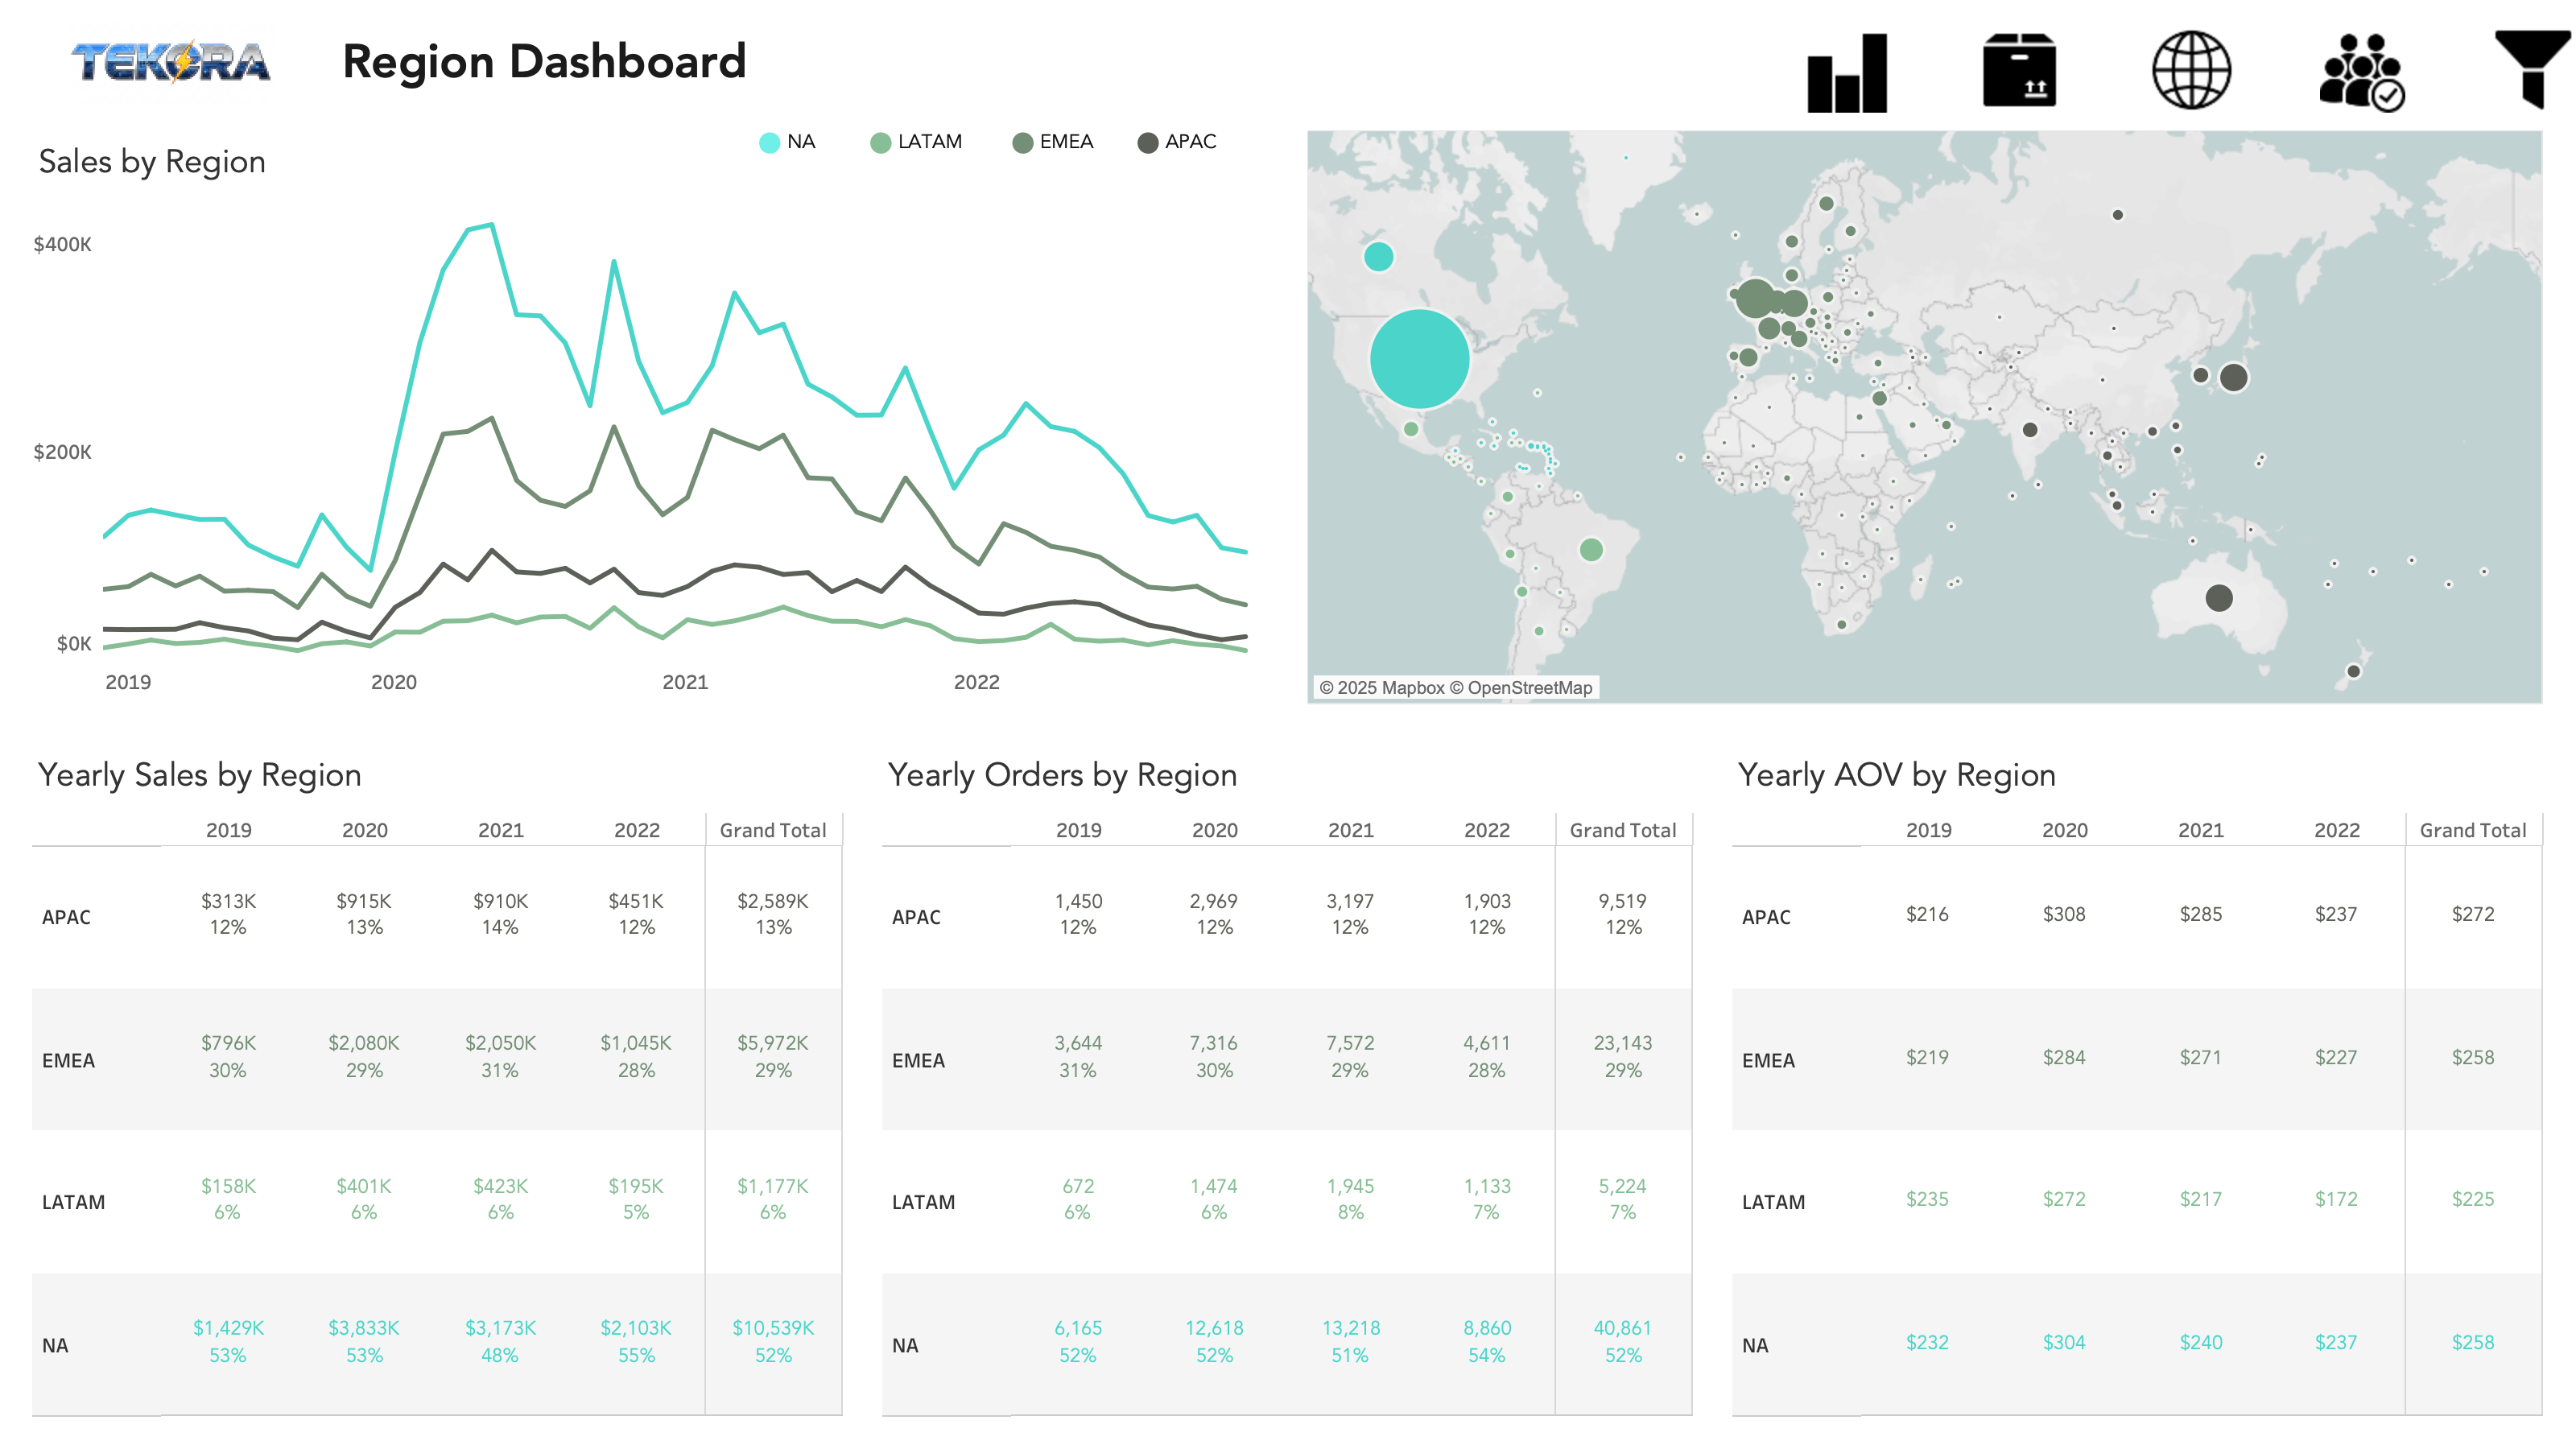 TEKORA
Region Dashboard
NA LATAM EMEA APAC
Sales by Region
$400K
$200K
$0K
2019 2020 2021 2022
© 2025 Mapbox © OpenStreetMap
Yearly Sales by Region
2019 2020 2021 2022 Grand Total
APAC
$313K $915K $910K $451K $2,589K
12% 13% 14% 12% 13%
EMEA
$796K $2,080K $2,050K $1,045K $5,972K
30% 29% 31% 28% 29%
LATAM
$158K $401K $423K $195K $1,177K
6% 6% 6% 5% 6%
NA
$1,429K $3,833K $3,173K $2,103K $10,539K
53% 53% 48% 55% 52%
Yearly Orders by Region
2019 2020 2021 2022 Grand Total
APAC
1,450 2,969 3,197 1,903 9,519
12% 12% 12% 12% 12%
EMEA
3,644 7,316 7,572 4,611 23,143
31% 30% 29% 28% 29%
LATAM
672 1,474 1,945 1,133 5,224
6% 6% 8% 7% 7%
NA
6,165 12,618 13,218 8,860 40,861
52% 52% 51% 54% 52%
Yearly AOV by Region
2019 2020 2021 2022 Grand Total
APAC $216 $308 $285 $237 $272
EMEA $219 $284 $271 $227 $258
LATAM $235 $272 $217 $172 $225
NA $232 $304 $240 $237 $258